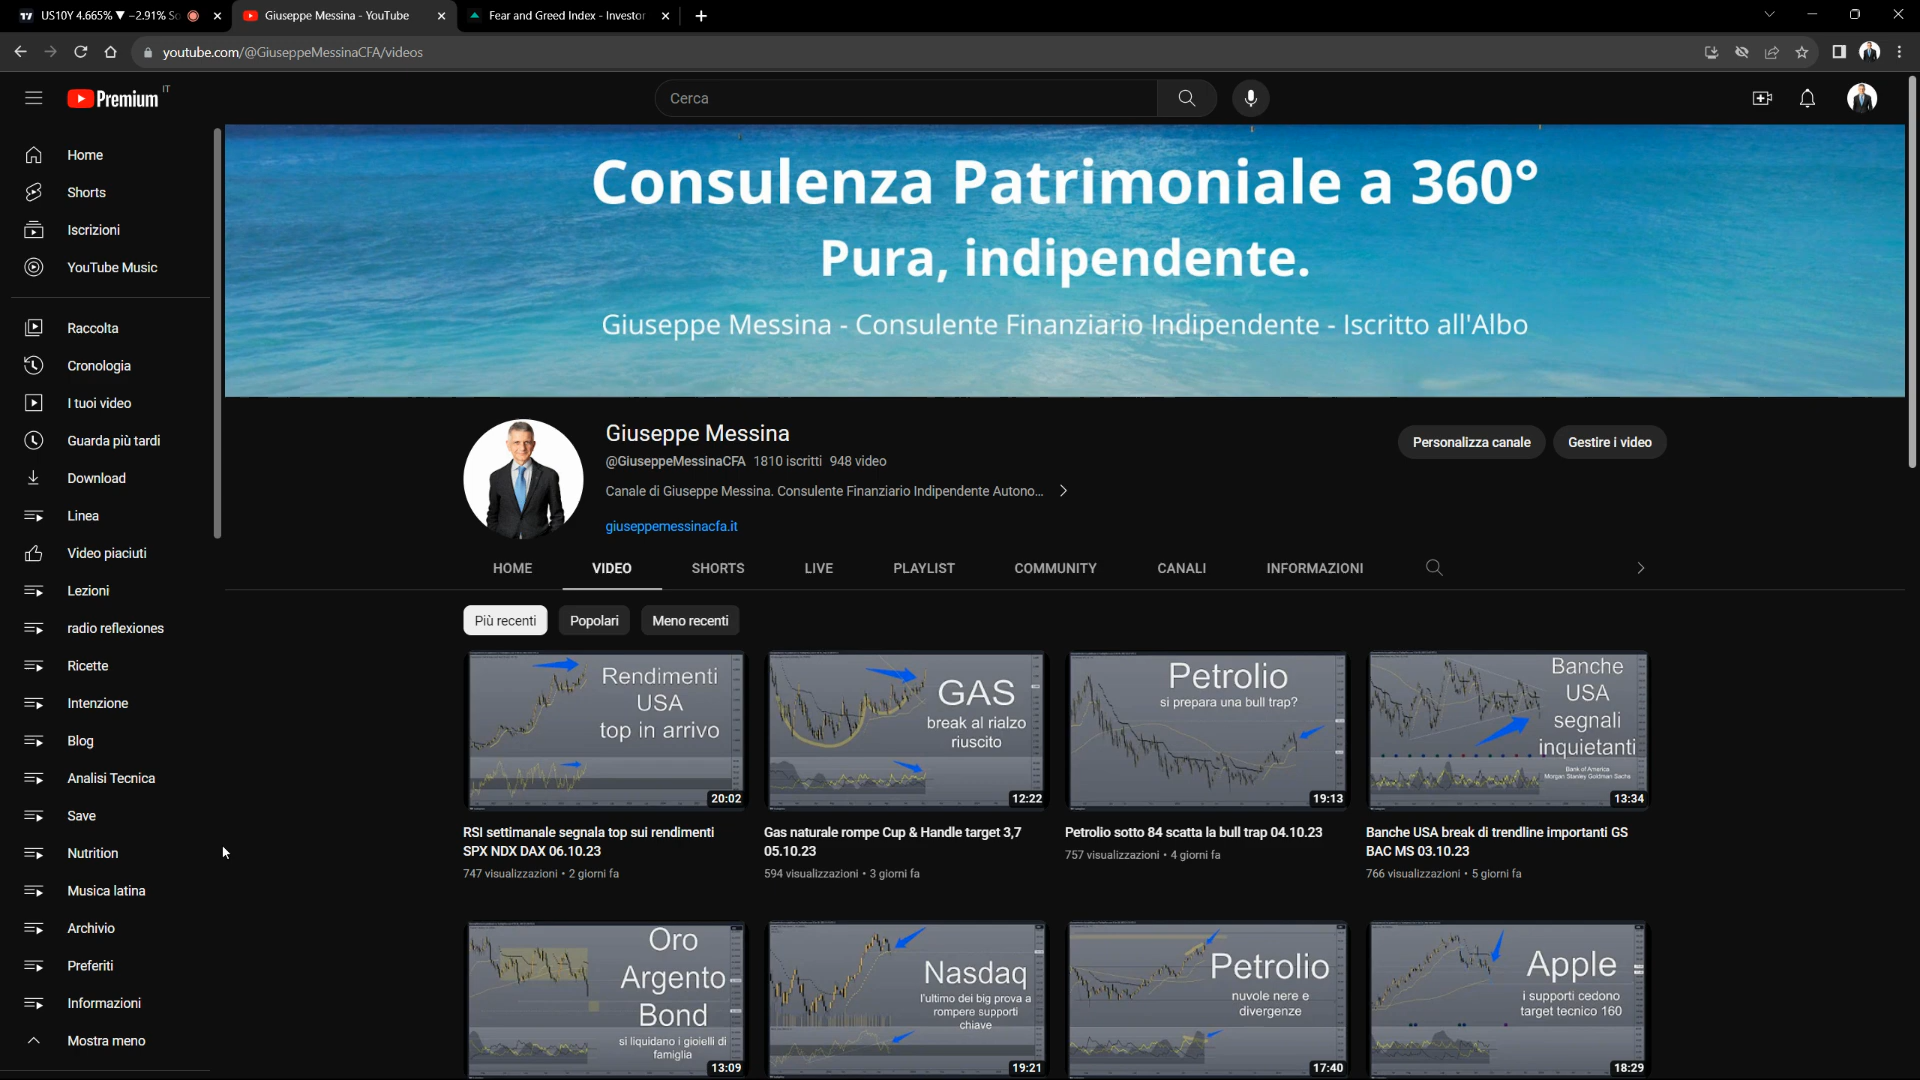 US10Y 4.665% ▼ −2.91% So
Giuseppe Messina - YouTube
Fear and Greed Index - Investor
youtube.com/@GiuseppeMessinaCFA/videos
Premium IT
Cerca
Home
Shorts
Iscrizioni
YouTube Music
Raccolta
Cronologia
I tuoi video
Guarda più tardi
Download
Linea
Video piaciuti
Lezioni
radio reflexiones
Ricette
Intenzione
Blog
Analisi Tecnica
Save
Nutrition
Musica latina
Archivio
Preferiti
Informazioni
Mostra meno
Consulenza Patrimoniale a 360°
Pura, indipendente.
Giuseppe Messina - Consulente Finanziario Indipendente - Iscritto all'Albo
Giuseppe Messina
@GiuseppeMessinaCFA 1810 iscritti 948 video
Canale di Giuseppe Messina. Consulente Finanziario Indipendente Autono...
giuseppemessinacfa.it
Personalizza canale
Gestire i video
HOME
VIDEO
SHORTS
LIVE
PLAYLIST
COMMUNITY
CANALI
INFORMAZIONI
Più recenti
Popolari
Meno recenti
Rendimenti
USA
top in arrivo
20:02
RSI settimanale segnala top sui rendimenti
SPX NDX DAX 06.10.23
747 visualizzazioni • 2 giorni fa
GAS
break al rialzo
riuscito
12:22
Gas naturale rompe Cup & Handle target 3,7
05.10.23
594 visualizzazioni • 3 giorni fa
Petrolio
si prepara una bull trap?
19:13
Petrolio sotto 84 scatta la bull trap 04.10.23
757 visualizzazioni • 4 giorni fa
Banche
USA
segnali
inquietanti
Bank of America
Morgan Stanley Goldman Sachs
13:34
Banche USA break di trendline importanti GS
BAC MS 03.10.23
766 visualizzazioni • 5 giorni fa
Oro
Argento
Bond
si liquidano i gioielli di
famiglia
13:09
Nasdaq
l'ultimo dei big prova a
rompere supporti
chiave
19:21
Petrolio
nuvole nere e
divergenze
17:40
Apple
i supporti cedono
target tecnico 160
18:29